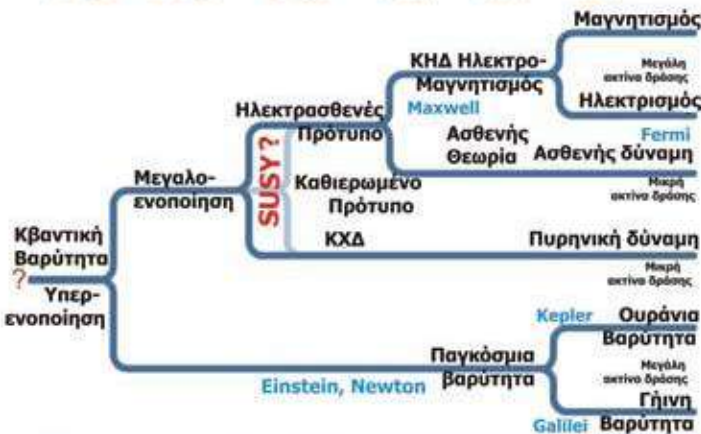 Μαγνητισμός
Μεγάλη
ακτίνα δράσης
ΚΗΔ Ηλεκτρο-
Μαγνητισμός
Maxwell
Ηλεκτρισμός
Fermi
Ηλεκτρασθενές
Πρότυπο
Ασθενής
Θεωρία
Ασθενής δύναμη
Μικρή
ακτίνα δράσης
SUSY?
Μεγαλο-
ενοποίηση
Καθιερωμένο
Πρότυπο
ΚΧΔ
Πυρηνική δύναμη
Μικρή
ακτίνα δράσης
Κβαντική
Βαρύτητα
?
Υπερ-
ενοποίηση
Kepler
Ουράνια
Βαρύτητα
Παγκόσμια
βαρύτητα
Einstein, Newton
Μεγάλη
ακτίνα δράσης
Γήινη
Βαρύτητα
Galilei